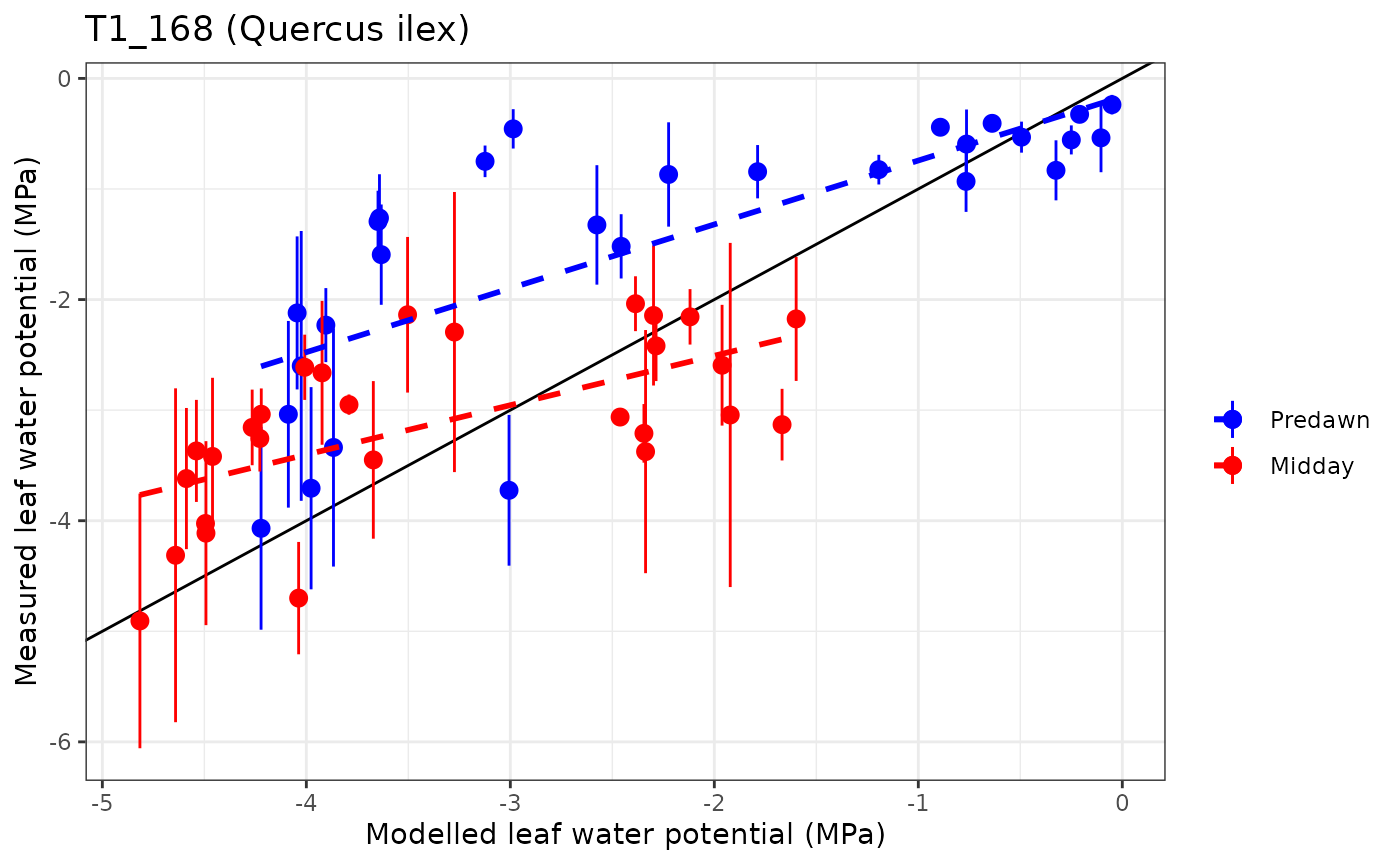 T1_168 (Quercus ilex)
Measured leaf water potential (MPa)
0
-2
-4
-6
-5
-4
-3
-2
-1
0
Modelled leaf water potential (MPa)
Predawn
Midday